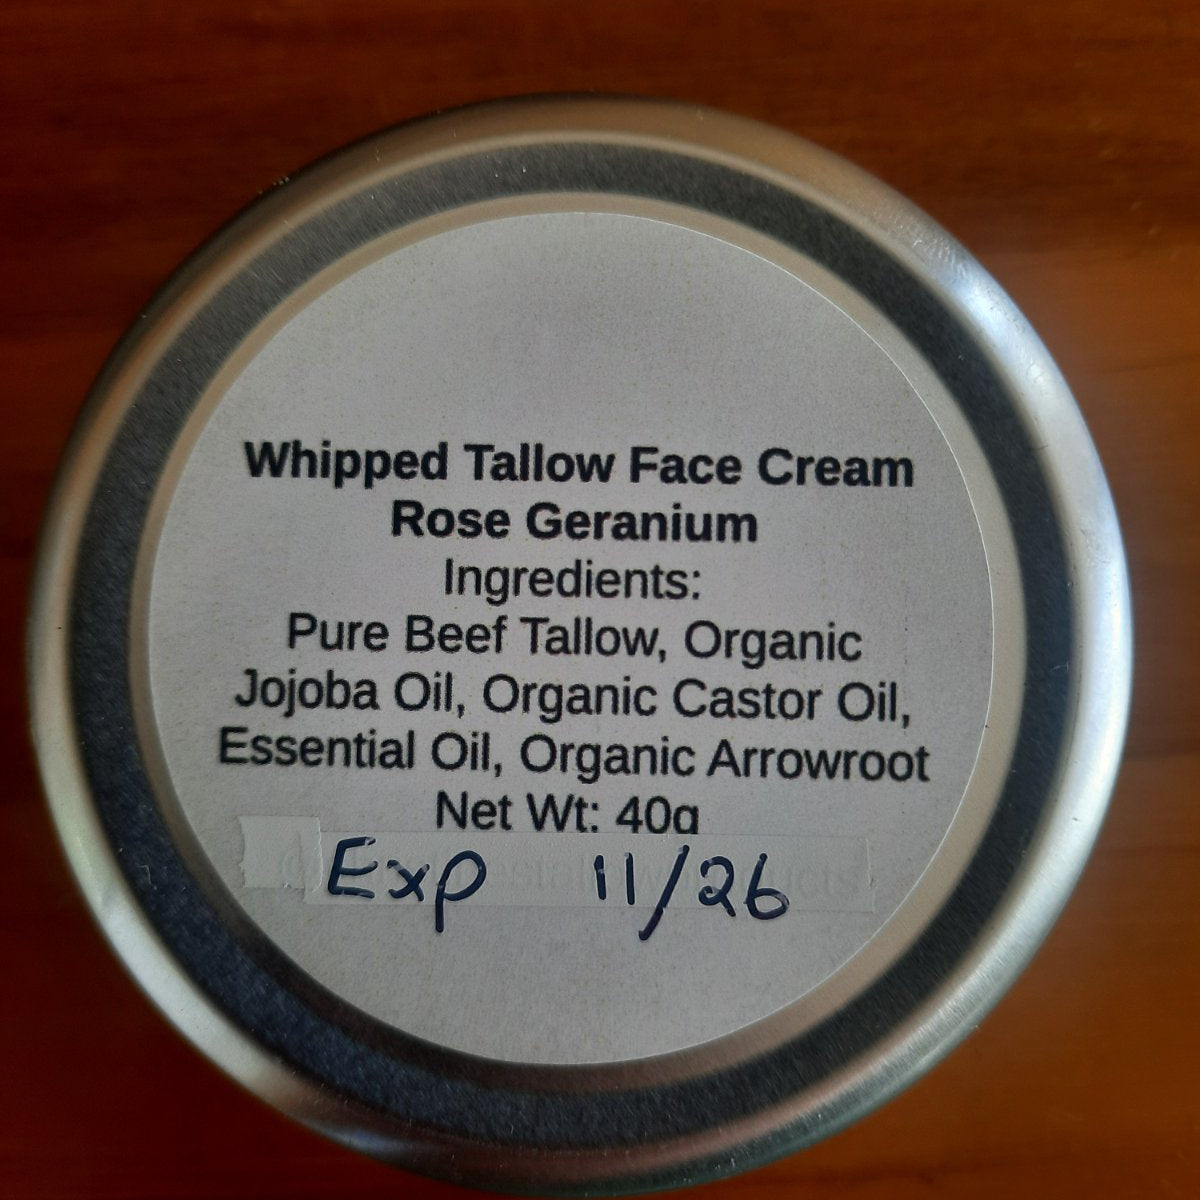 Whipped Tallow Face Cream
Rose Geranium
Ingredients:
Pure Beef Tallow, Organic
Jojoba Oil, Organic Castor Oil,
Essential Oil, Organic Arrowroot
Net Wt: 40g
Exp 11/26